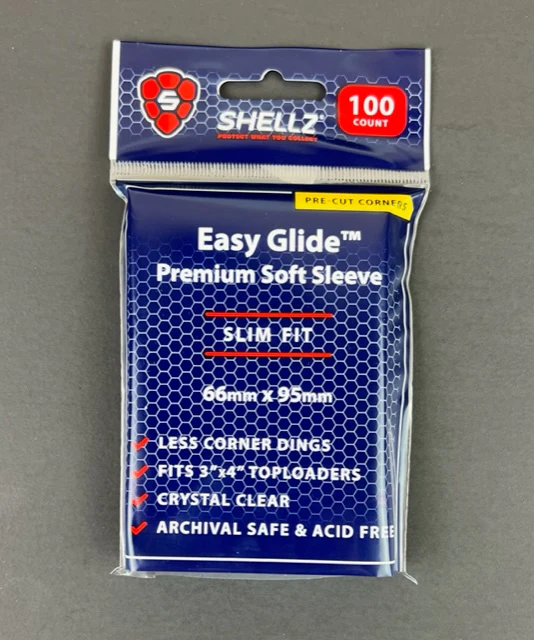 S
SHELLZ®
PROTECT WHAT YOU COLLECT
100
COUNT
PRE-CUT CORNERS
Easy Glide™
Premium Soft Sleeve
SLIM FIT
66mm x 95mm
LESS CORNER DINGS
FITS 3”x4” TOPLOADERS
CRYSTAL CLEAR
ARCHIVAL SAFE & ACID FREE